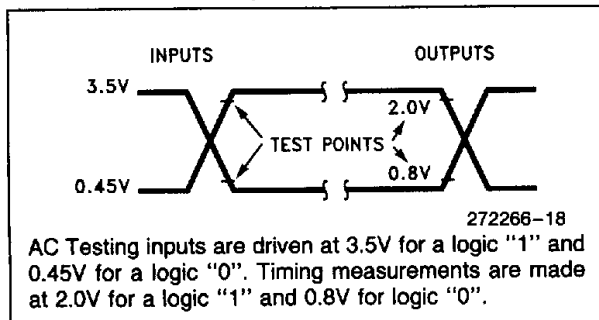 INPUTS OUTPUTS
3.5V
2.0V
TEST POINTS
0.8V
0.45V
272266-18
AC Testing inputs are driven at 3.5V for a logic "1" and
0.45V for a logic "0". Timing measurements are made
at 2.0V for a logic "1" and 0.8V for logic "0".